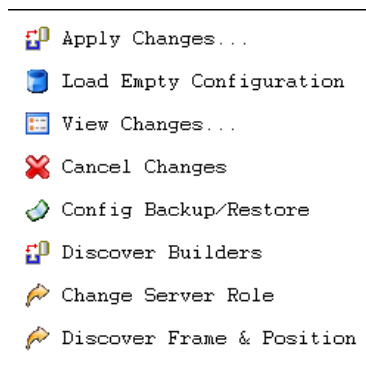 Apply Changes...
Load Empty Configuration
View Changes...
Cancel Changes
Config Backup/Restore
Discover Builders
Change Server Role
Discover Frame & Position